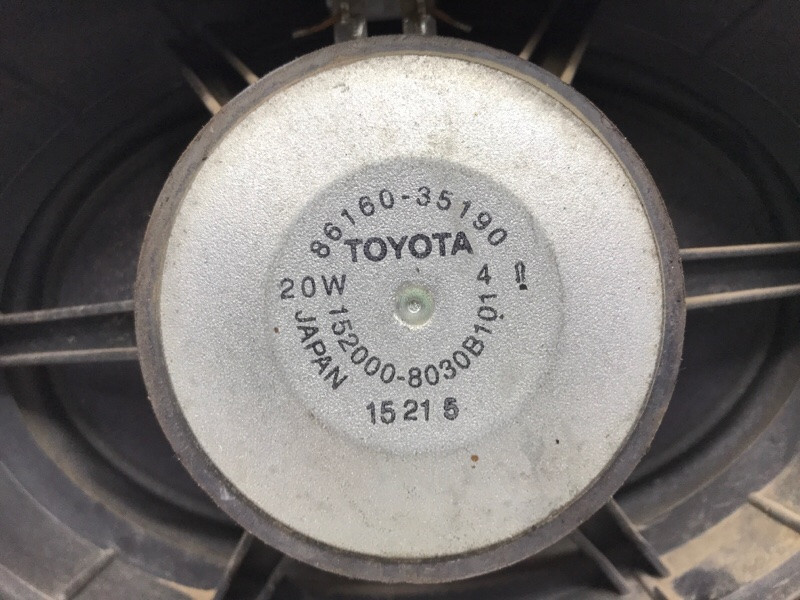 86160-35190
TOYOTA
20W 4 Ω
152000-8030B101
JAPAN
15 21 5